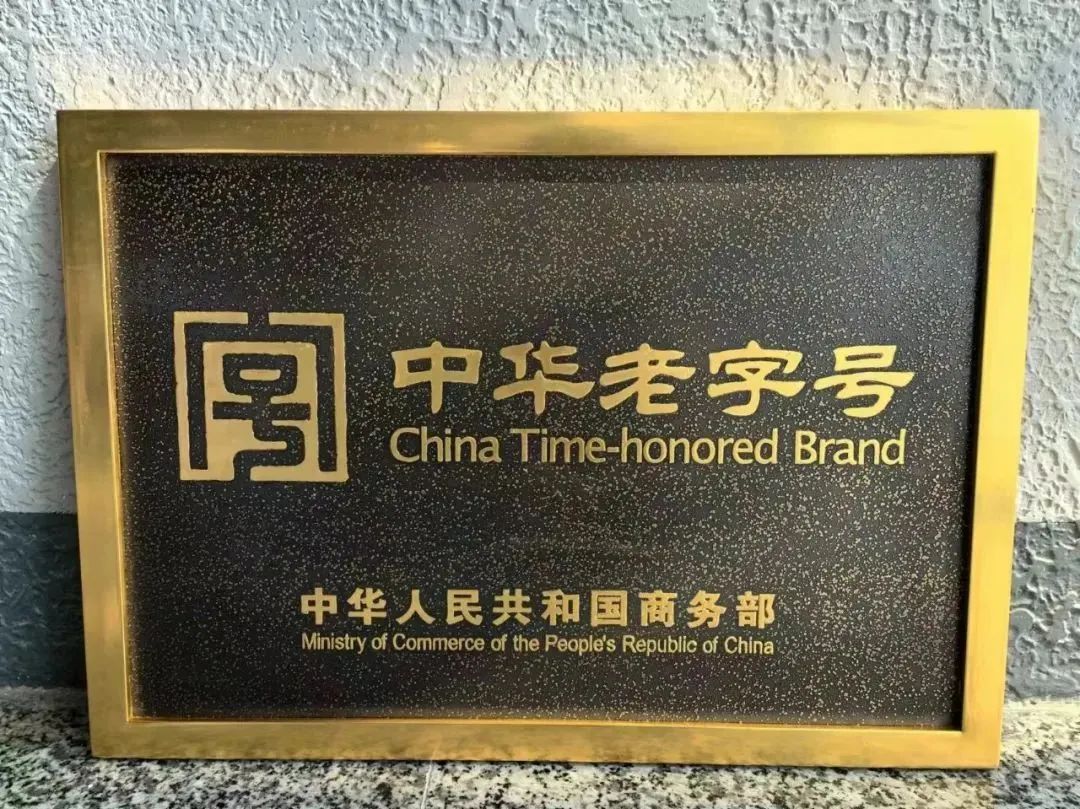 中华老字号
China Time-honored Brand
中华人民共和国商务部
Ministry of Commerce of the People's Republic of China